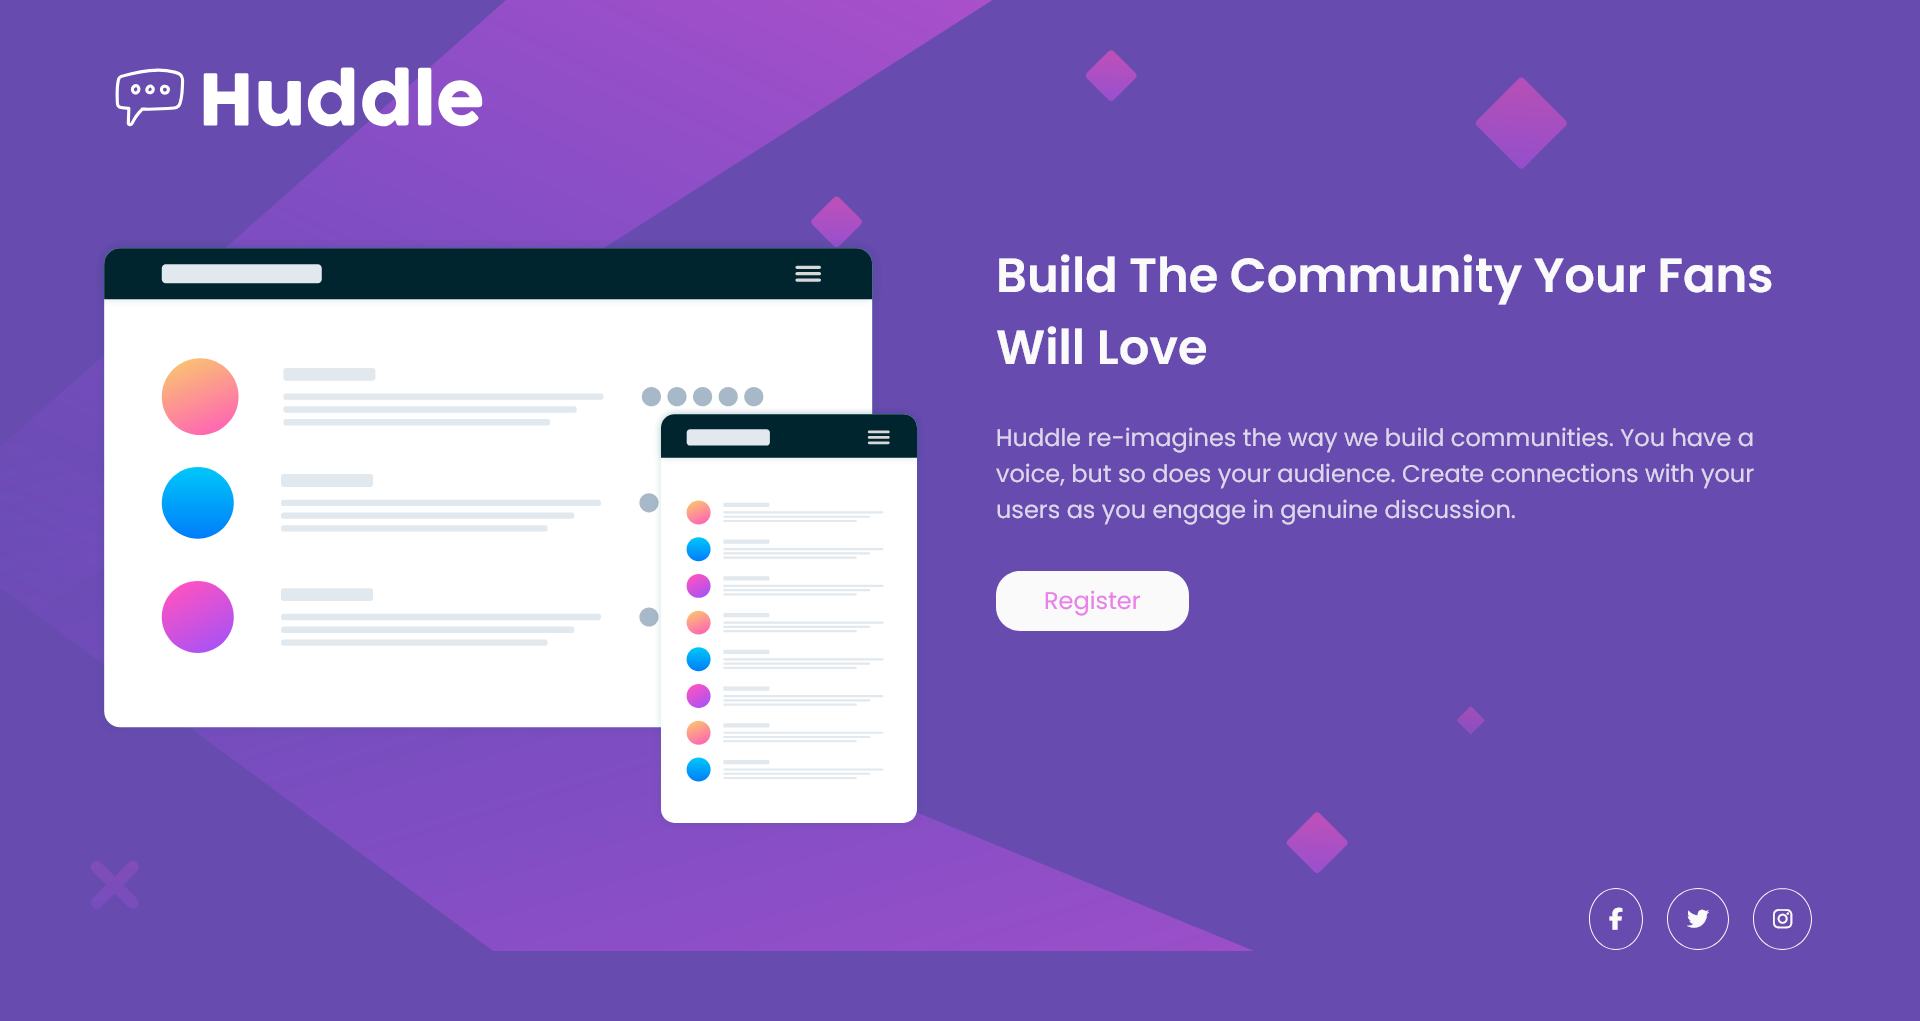 Huddle
Build The Community Your Fans
Will Love
Huddle re-imagines the way we build communities. You have a
voice, but so does your audience. Create connections with your
users as you engage in genuine discussion.
Register